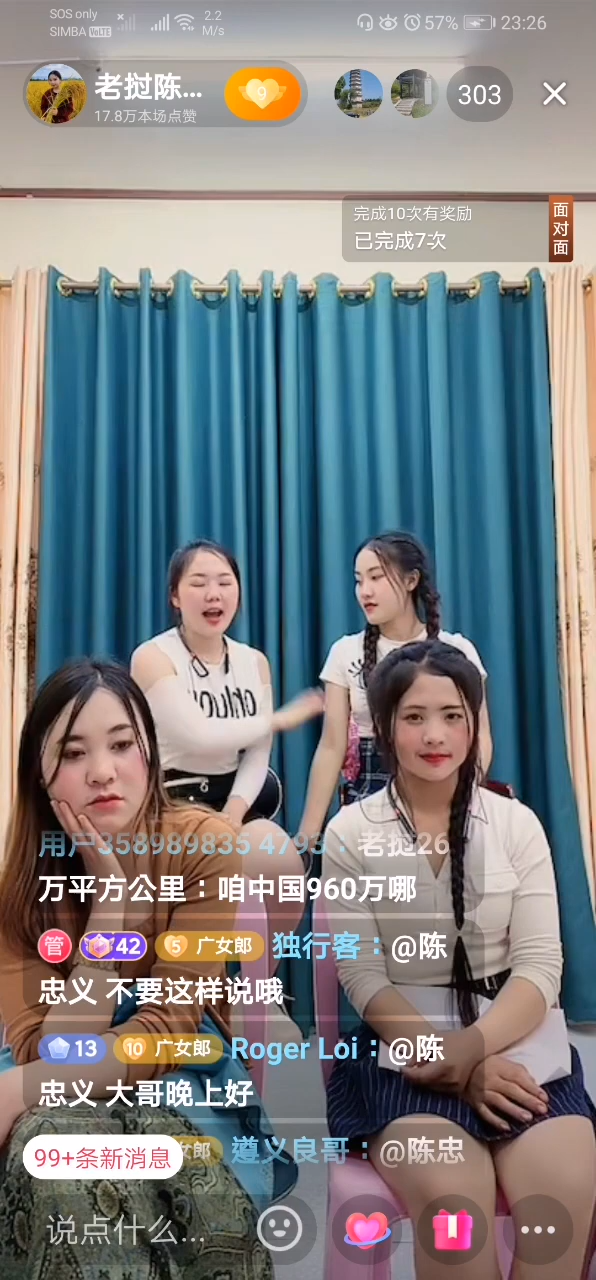 SOS only
SIMBA VoLTE
2.2
M/s
57%
23:26
老挝陈...
17.8万本场点赞
9
303
完成10次有奖励
已完成7次
面对面
用户358989835 4793：老挝26
万平方公里：咱中国960万哪
管 42 5 广女郎 独行客：@陈
忠义 不要这样说哦
13 10 广女郎 Roger Loi：@陈
忠义 大哥晚上好
女郎 遵义良哥：@陈忠
99+条新消息
说点什么...